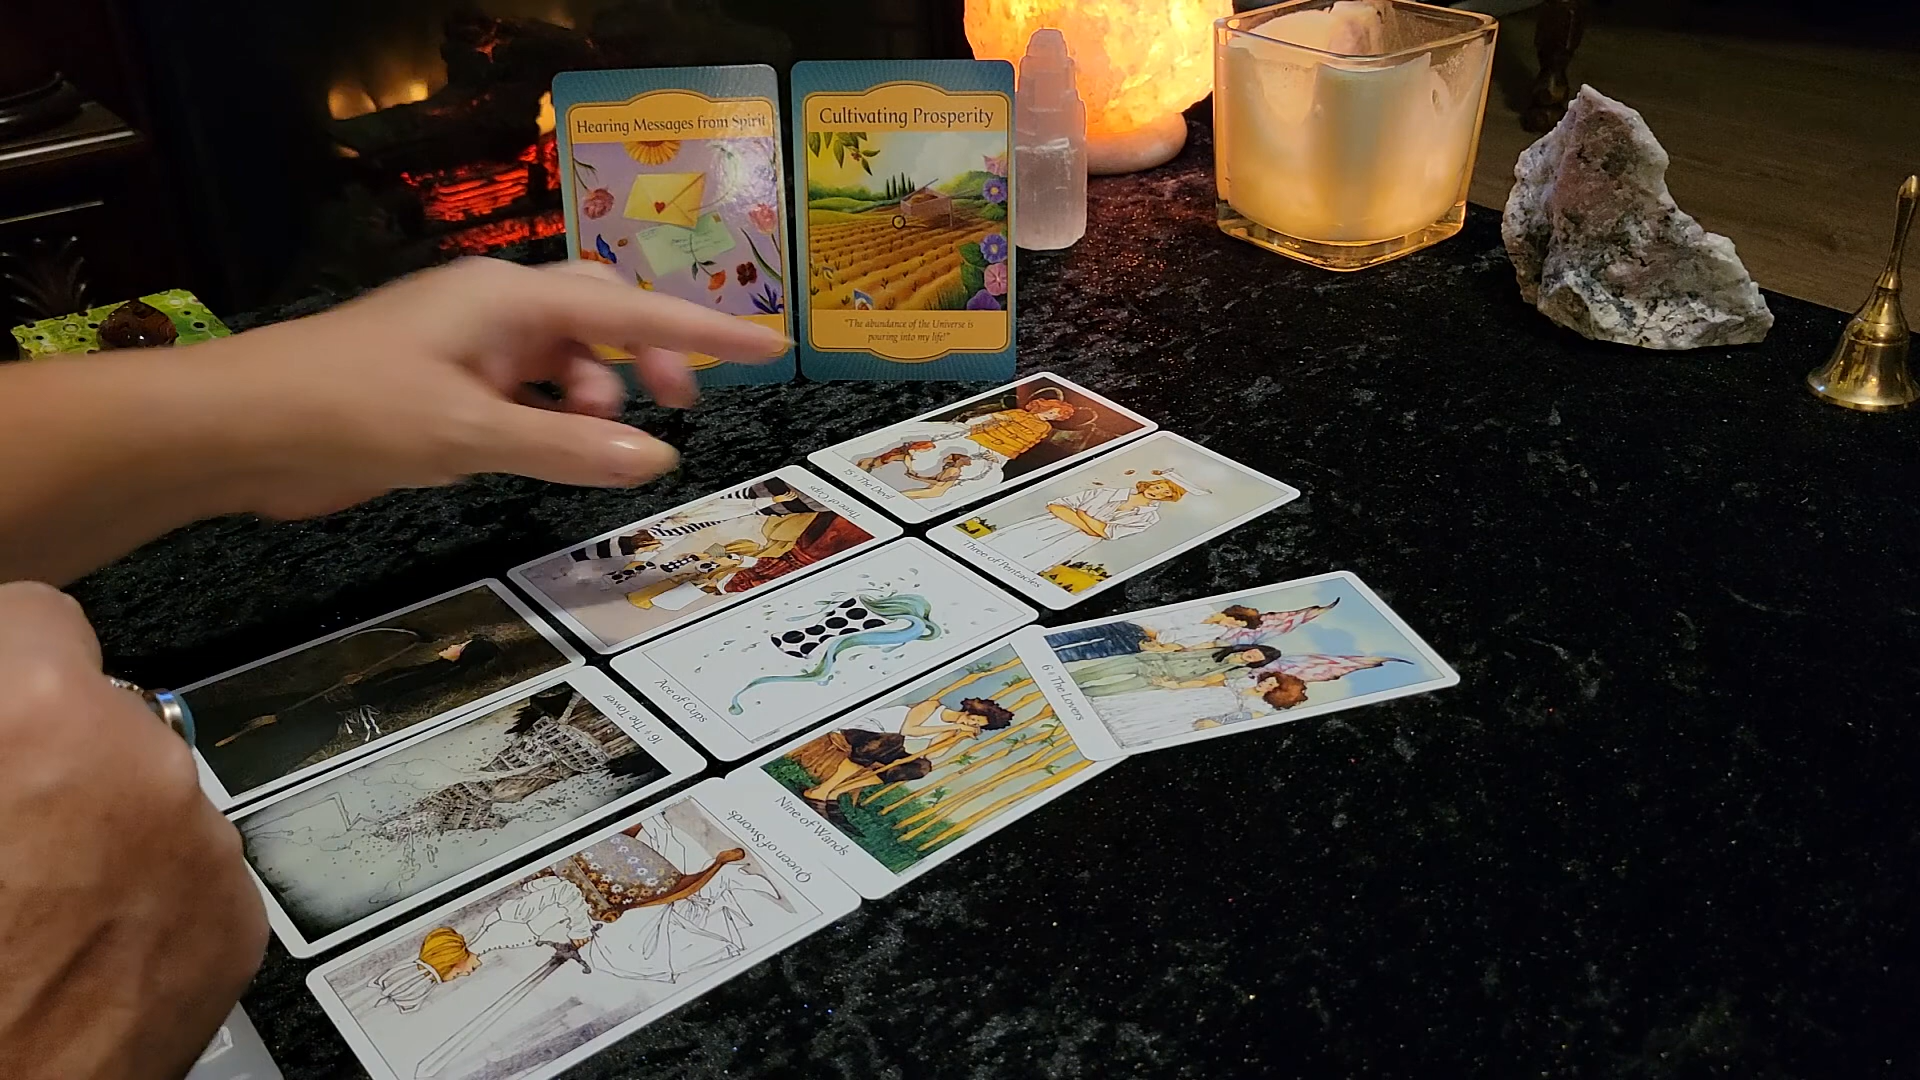 Hearing Messages from Spirit
Cultivating Prosperity
"The abundance of the Universe is
pouring into my life!"
15 • The Devil
Three of Cups
Three of Pentacles
Ace of Cups
6 • The Lovers
16 • The Tower
Nine of Wands
Queen of Swords